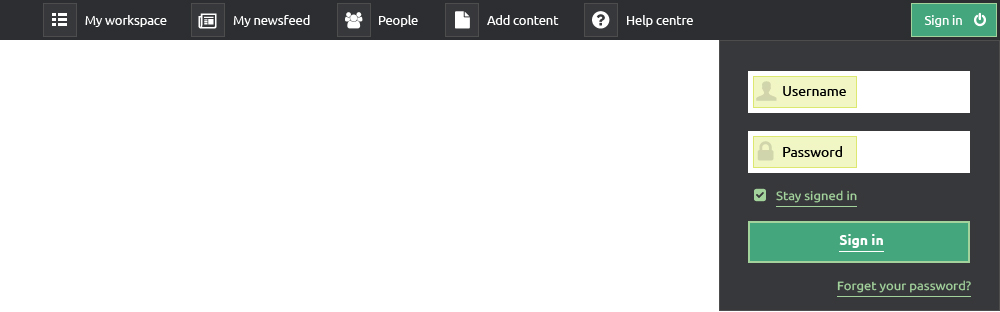 My workspace My newsfeed People Add content Help centre Sign in
Username
Password
Stay signed in
Sign in
Forget your password?